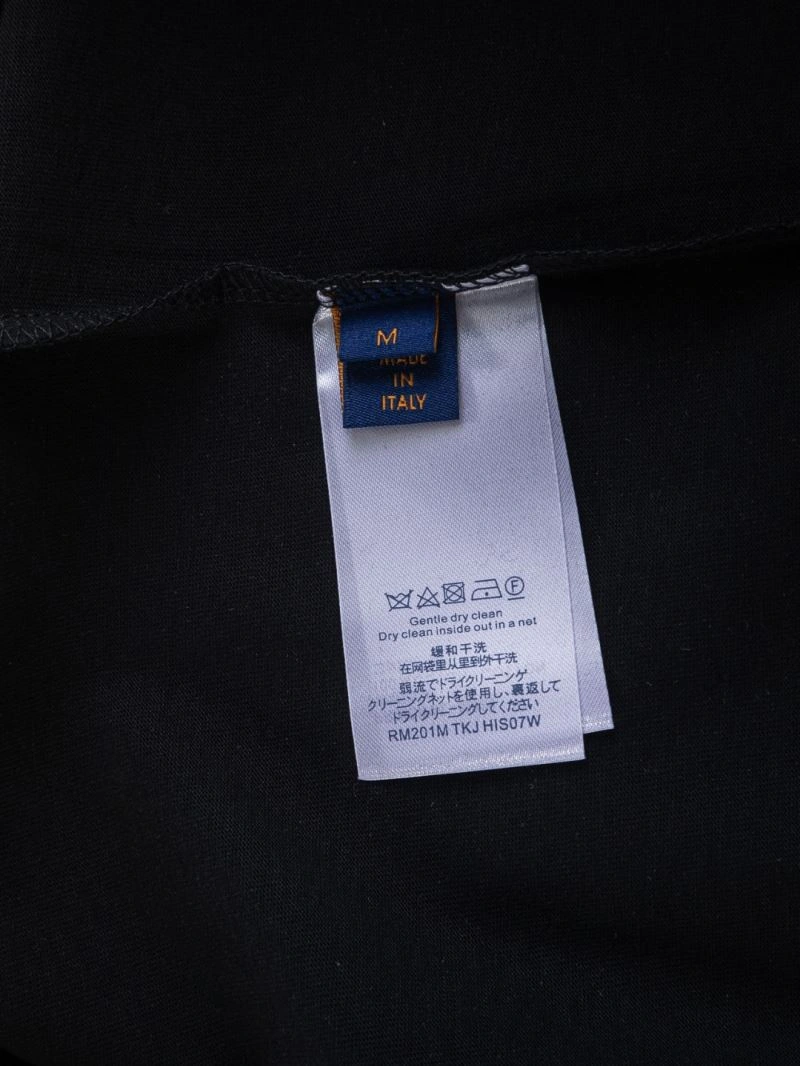 M
MADE
IN
ITALY
F
Gentle dry clean
Dry clean inside out in a net
缓和干洗
在网袋里从里到外干洗
弱流でドライクリーニング
クリーニングネットを使用し、裏返して
ドライクリーニングしてください
RM201M TKJ HIS07W